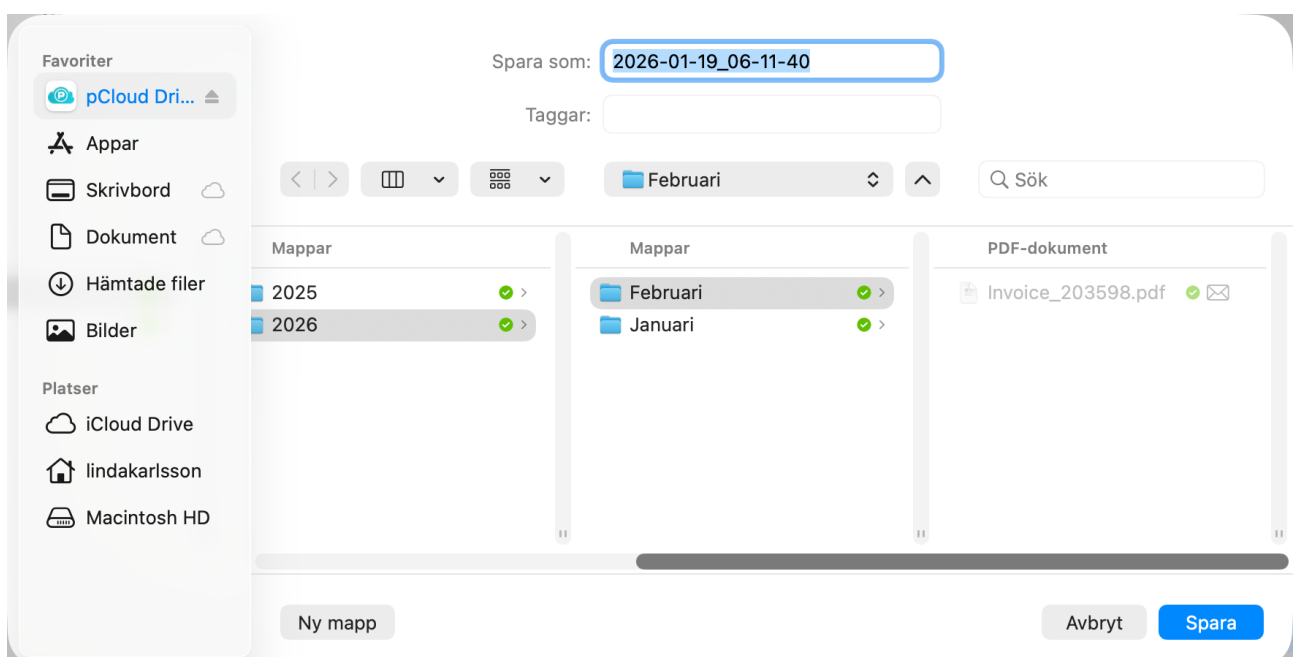 Favoriter
pCloud Dri...
Appar
Skrivbord
Dokument
Hämtade filer
Bilder
Platser
iCloud Drive
lindakarlsson
Macintosh HD
Spara som: 2026-01-19_06-11-40
Taggar:
Februari
Sök
Mappar
2025
2026
Mappar
Februari
Januari
PDF-dokument
Invoice_203598.pdf
Ny mapp
Avbryt
Spara